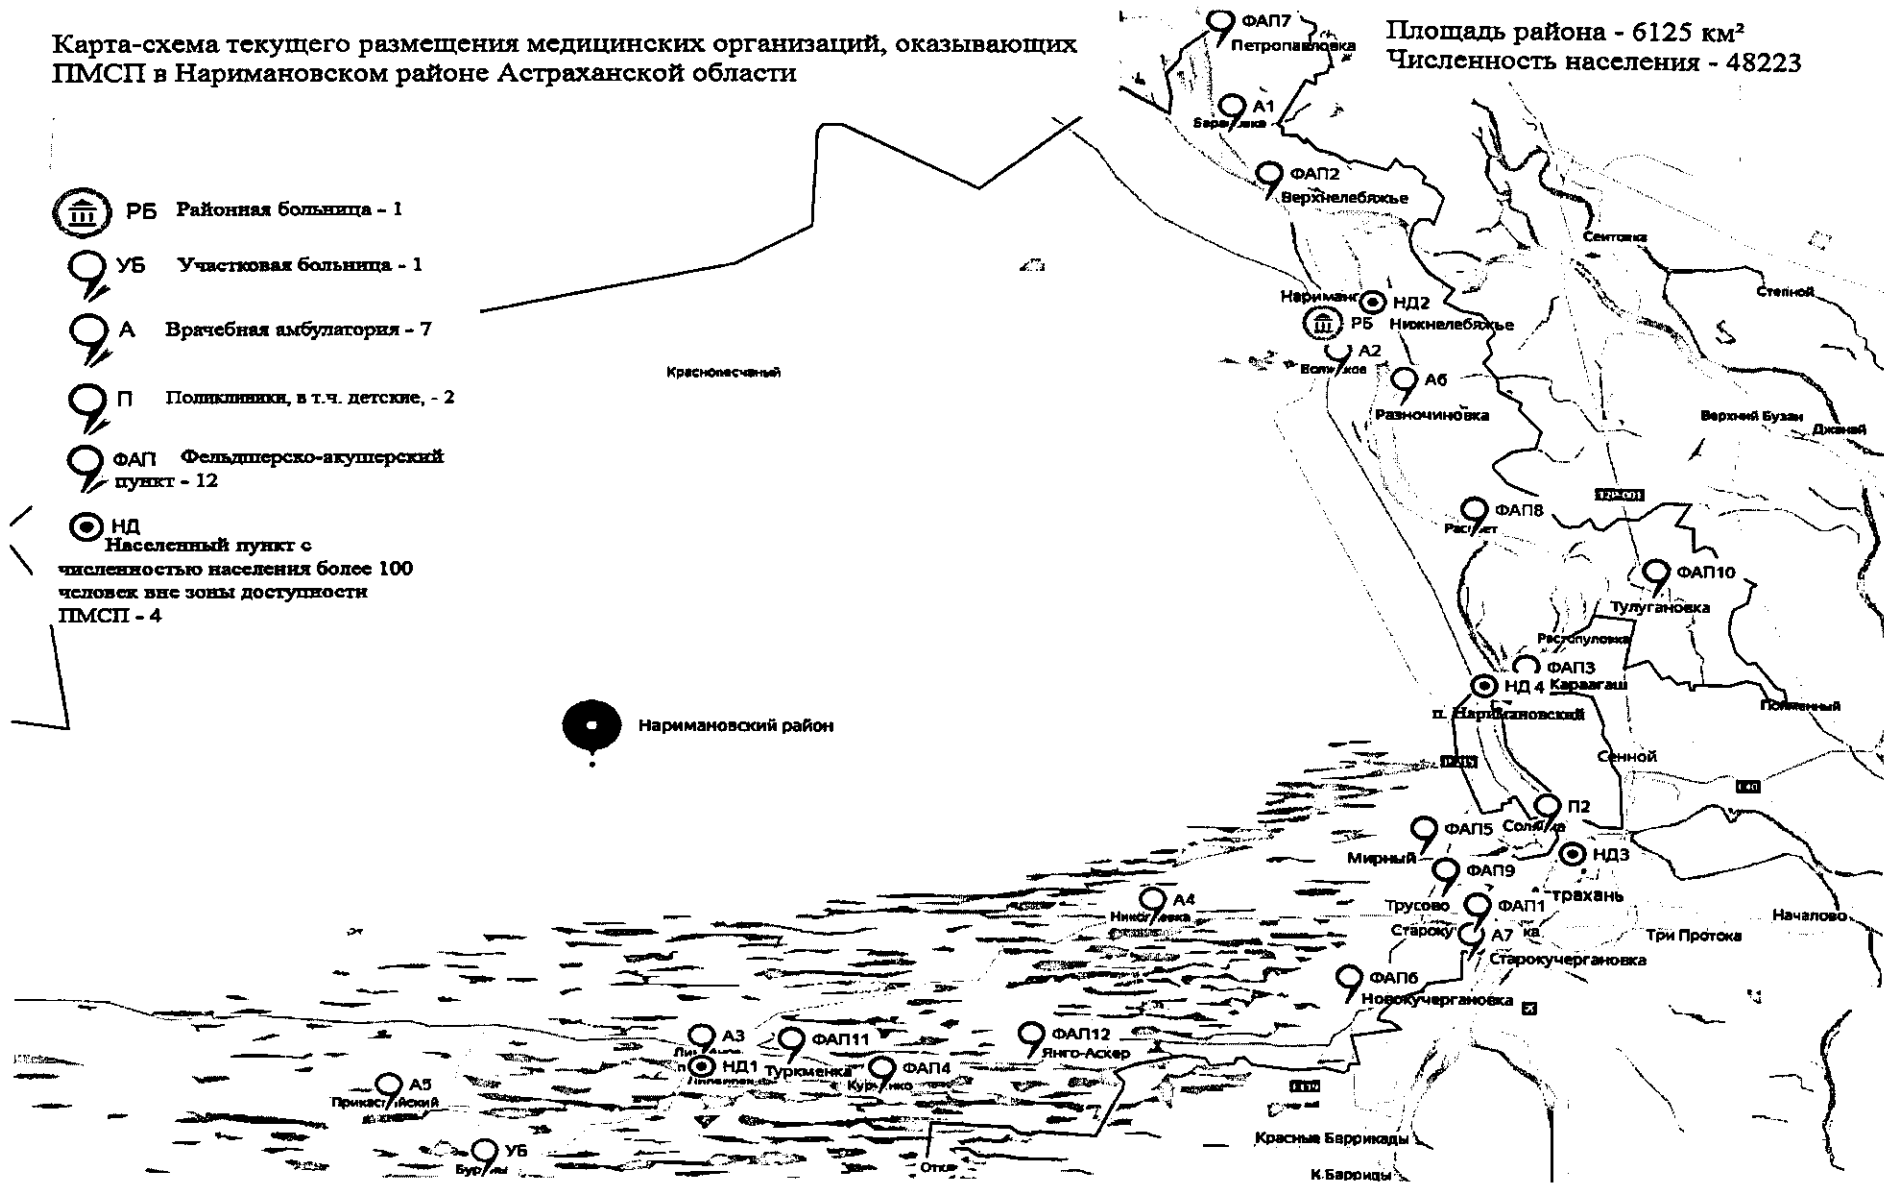 Карта-схема текущего размещения медицинских организаций, оказывающих
ПМСП в Наримановском районе Астраханской области
Площадь района - 6125 км²
Численность населения - 48223
РБ Районная больница - 1
УБ Участковая больница - 1
А Врачебная амбулатория - 7
П Поликлиники, в т.ч. детские, - 2
ФАП Фельдшерско-акушерский
пункт - 12
НД
Населенный пункт с
численностью населения более 100
человек вне зоны доступности
ПМСП - 4
ФАП7
Петропавловка
А1
ФАП2
Верхнелебяжье
Сеитовка
Степной
НД2
РБ Нижнелебяжье
А2
Краснопесчаный
А6
Разночиновка
Верхний Бузан
Джанай
ФАП8
ФАП10
Тулугановка
Растопуловка
ФАП3
НД 4 Караагаш
п. Наримановский
Пойменный
Наримановский район
Сенной
E40
П2
ФАП5
Мирный
НД3
ФАП9
А4
Трусово
ФАП1
трахань
Началово
А7
Три Протока
Старокучергановка
ФАП6
Новокучергановка
А3
ФАП11
ФАП12
Янго-Аскер
НД1 Туркменка
ФАП4
А5
УБ
Красные Баррикады